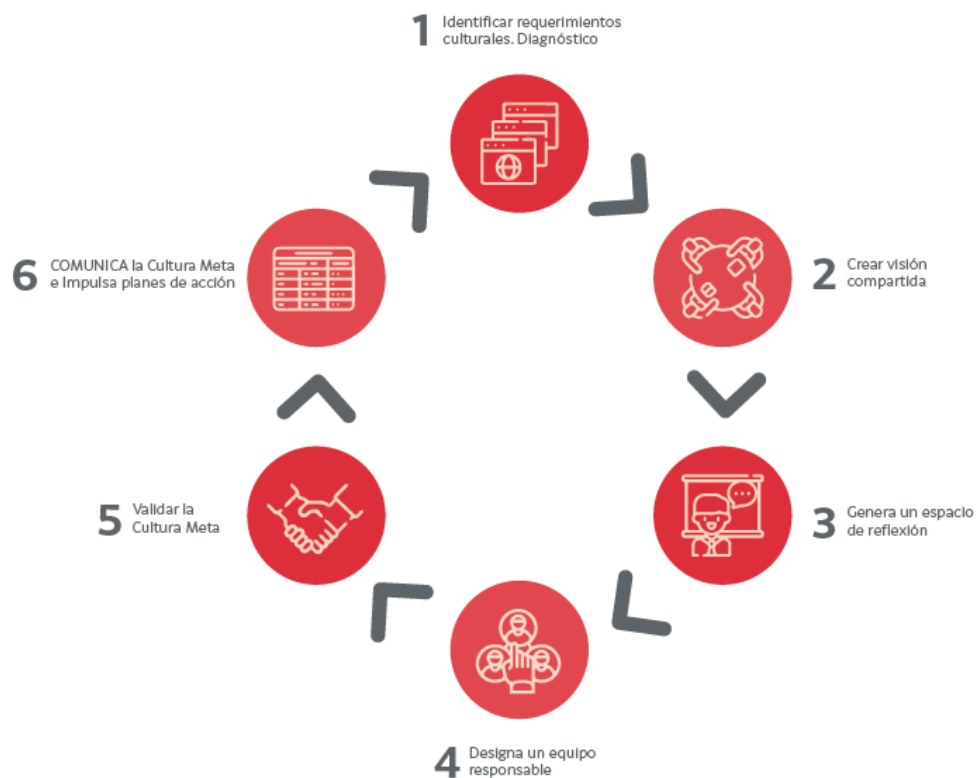 1 Identificar requerimientos
culturales. Diagnóstico
2 Crear visión
compartida
3 Genera un espacio
de reflexión
4 Designa un equipo
responsable
5 Validar la
Cultura Meta
6 COMUNICA la Cultura Meta
e Impulsa planes de acción